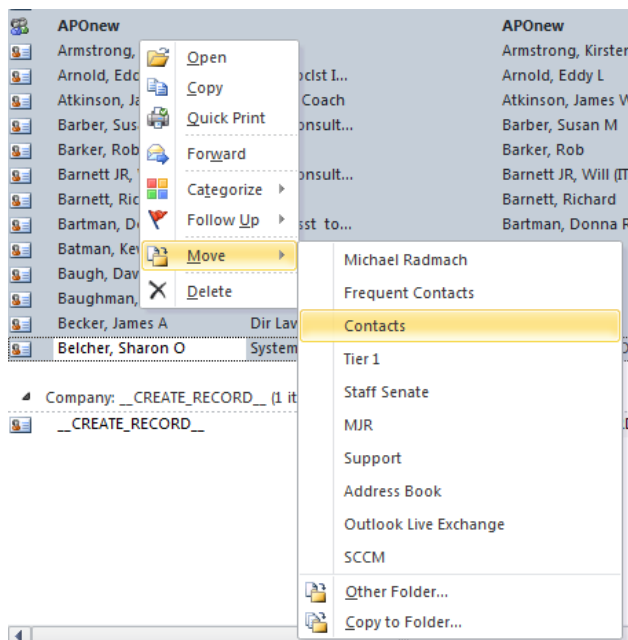 APOnew APOnew
Armstrong, Armstrong, Kirster
Arnold, Edd oclst I... Arnold, Eddy L
Atkinson, Ja Coach Atkinson, James W
Barber, Sus onsult... Barber, Susan M
Barker, Rob Barker, Rob
Barnett JR, onsult... Barnett JR, Will (IT
Barnett, Ric Barnett, Richard
Bartman, D sst to... Bartman, Donna R
Batman, Kev
Baugh, Dav
Baughman,
Becker, James A Dir Law
Belcher, Sharon O System
Company: __CREATE_RECORD__ (1 it
__CREATE_RECORD__
Open
Copy
Quick Print
Forward
Categorize
Follow Up
Move
Delete
Michael Radmach
Frequent Contacts
Contacts
Tier 1
Staff Senate
MJR
Support
Address Book
Outlook Live Exchange
SCCM
Other Folder...
Copy to Folder...